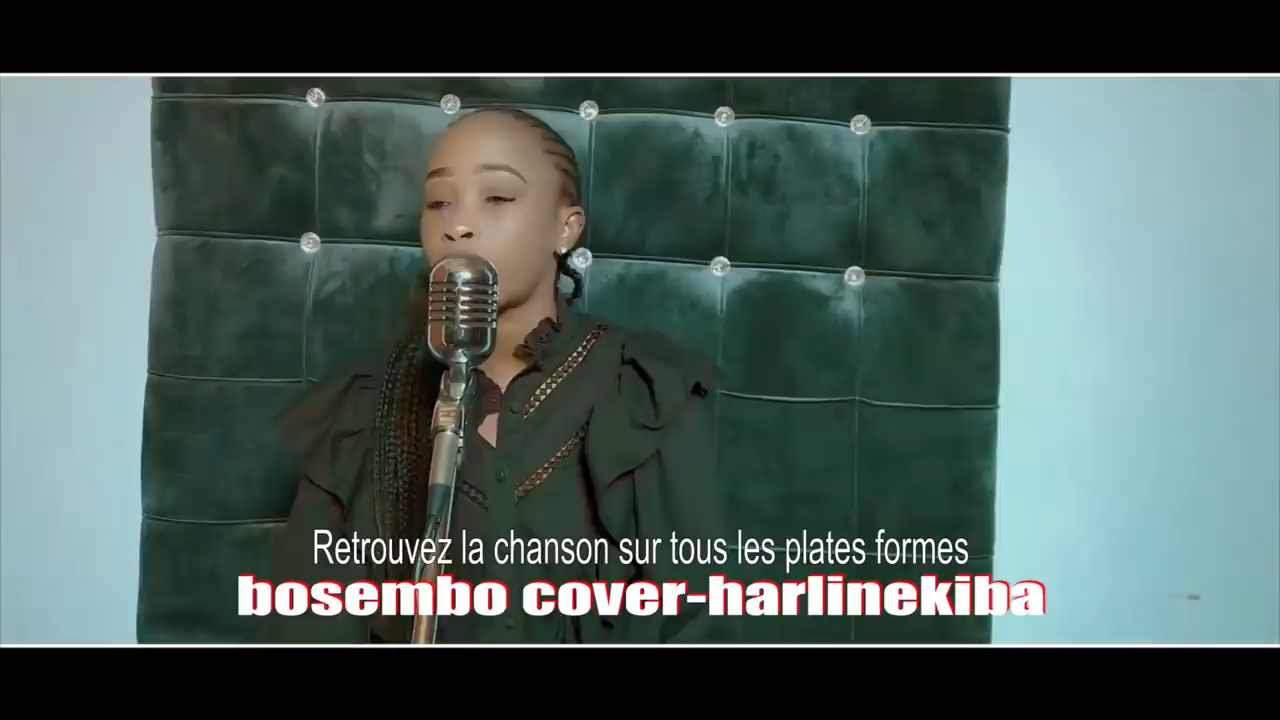 Retrouvez la chanson sur tous les plates formes
bosembo cover-harlinekiba